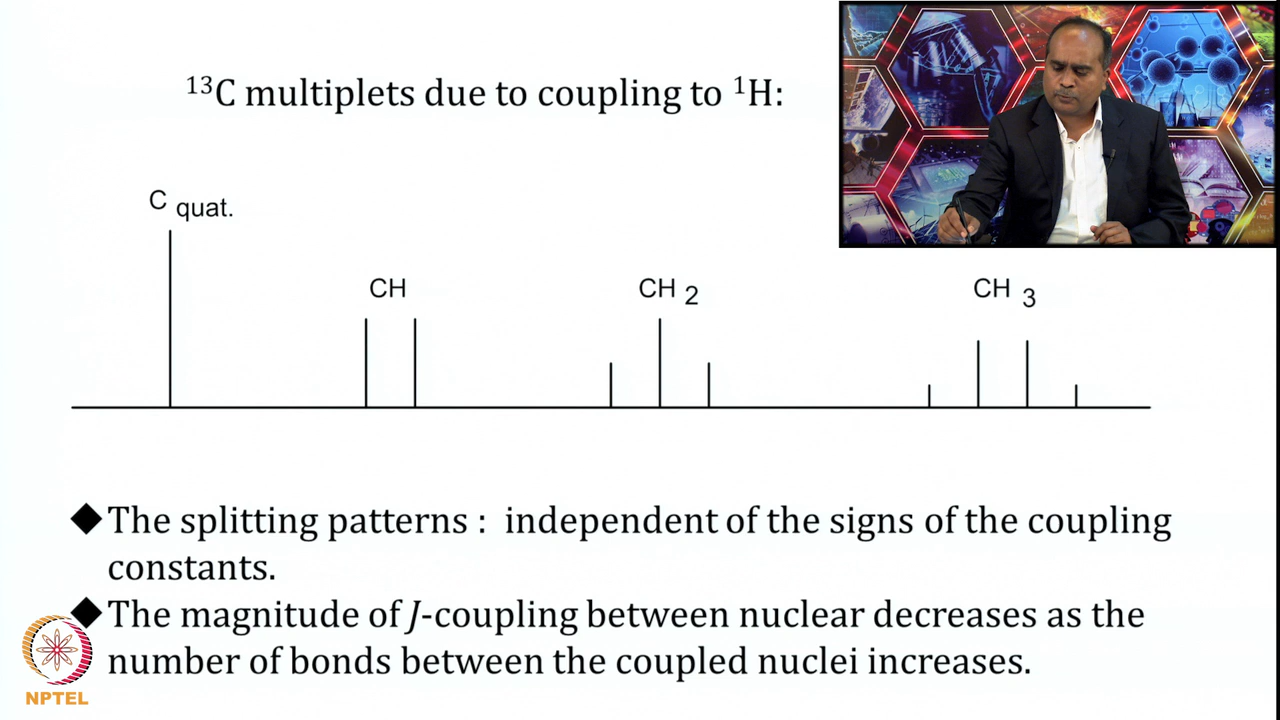 ¹³C multiplets due to coupling to ¹H:
C quat.
CH
CH 2
CH 3
◆The splitting patterns : independent of the signs of the coupling
constants.
◆The magnitude of J-coupling between nuclear decreases as the
number of bonds between the coupled nuclei increases.
NPTEL